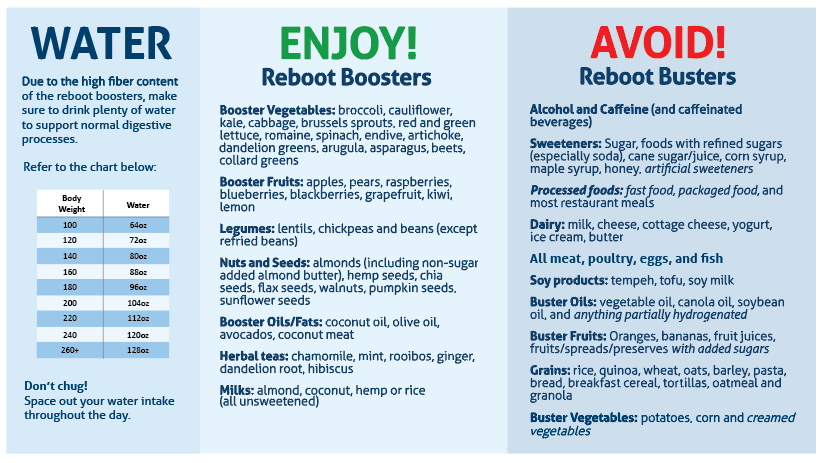 WATER
Due to the high fiber content
of the reboot boosters, make
sure to drink plenty of water
to support normal digestive
processes.
Refer to the chart below:
Body Weight Water
100 64oz
120 72oz
140 80oz
160 88oz
180 96oz
200 104oz
220 112oz
240 120oz
260+ 128oz
Don't chug!
Space out your water intake
throughout the day.
ENJOY!
Reboot Boosters
Booster Vegetables: broccoli, cauliflower,
kale, cabbage, brussels sprouts, red and green
lettuce, romaine, spinach, endive, artichoke,
dandelion greens, arugula, asparagus, beets,
collard greens
Booster Fruits: apples, pears, raspberries,
blueberries, blackberries, grapefruit, kiwi,
lemon
Legumes: lentils, chickpeas and beans (except
refried beans)
Nuts and Seeds: almonds (including non-sugar
added almond butter), hemp seeds, chia
seeds, flax seeds, walnuts, pumpkin seeds,
sunflower seeds
Booster Oils/Fats: coconut oil, olive oil,
avocados, coconut meat
Herbal teas: chamomile, mint, rooibos, ginger,
dandelion root, hibiscus
Milks: almond, coconut, hemp or rice
(all unsweetened)
AVOID!
Reboot Busters
Alcohol and Caffeine (and caffeinated
beverages)
Sweeteners: Sugar, foods with refined sugars
(especially soda), cane sugar/juice, corn syrup,
maple syrup, honey, artificial sweeteners
Processed foods: fast food, packaged food, and
most restaurant meals
Dairy: milk, cheese, cottage cheese, yogurt,
ice cream, butter
All meat, poultry, eggs, and fish
Soy products: tempeh, tofu, soy milk
Buster Oils: vegetable oil, canola oil, soybean
oil, and anything partially hydrogenated
Buster Fruits: Oranges, bananas, fruit juices,
fruits/spreads/preserves with added sugars
Grains: rice, quinoa, wheat, oats, barley, pasta,
bread, breakfast cereal, tortillas, oatmeal and
granola
Buster Vegetables: potatoes, corn and creamed
vegetables